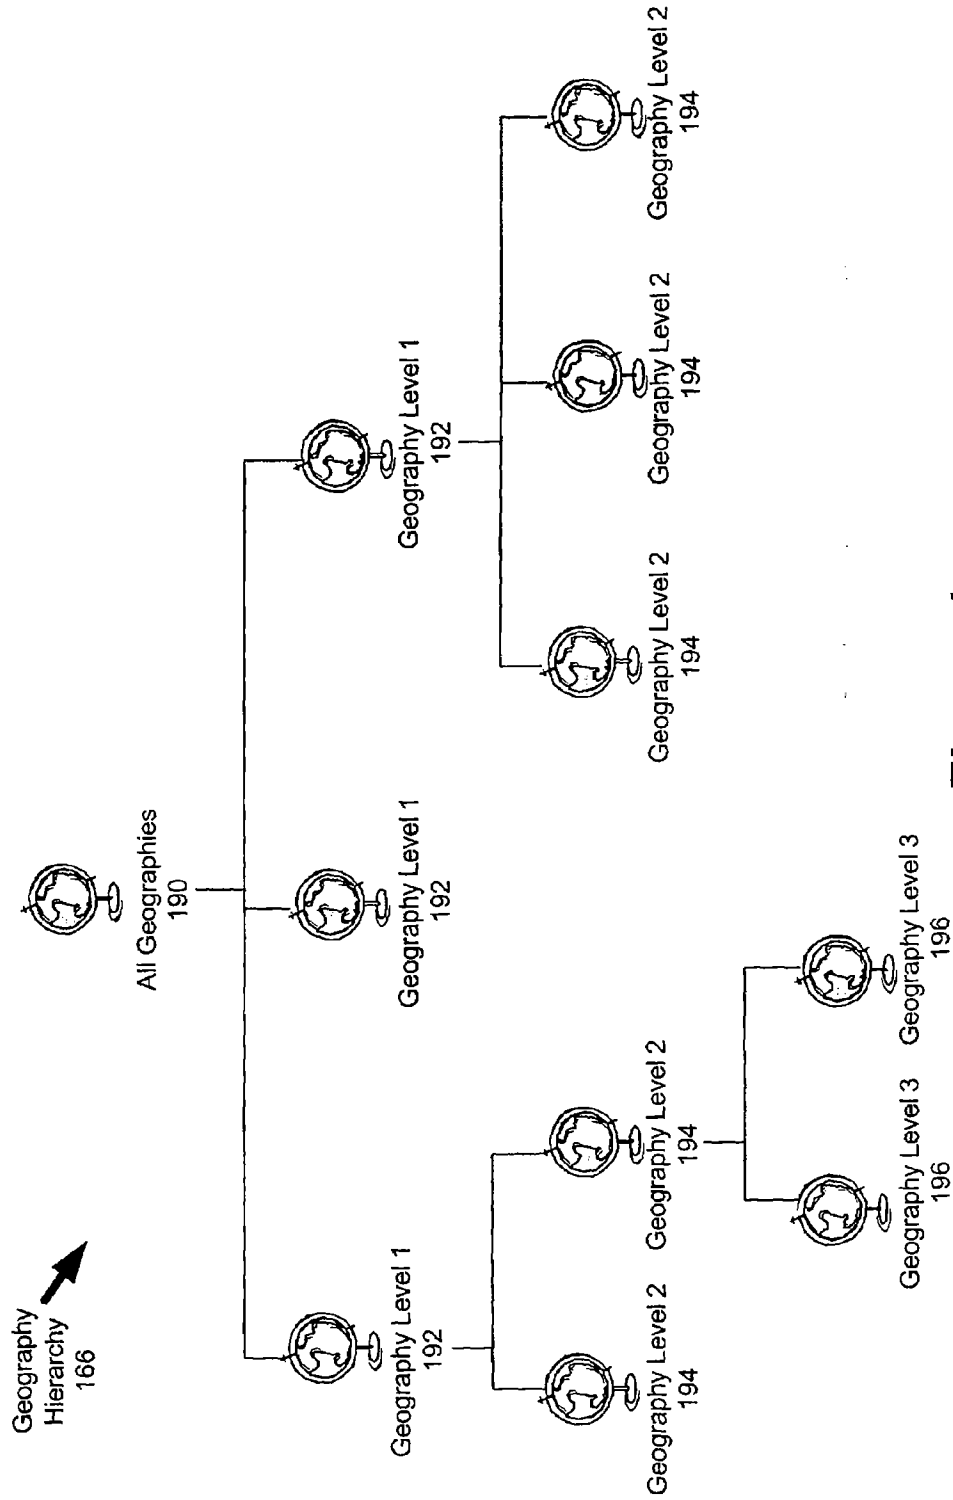 Geography
Hierarchy
166
All Geographies
190
Geography Level 1
192
Geography Level 1
192
Geography Level 1
192
Geography Level 2
194
Geography Level 2
194
Geography Level 2
194
Geography Level 2
194
Geography Level 2
194
Geography Level 3
196
Geography Level 3
196